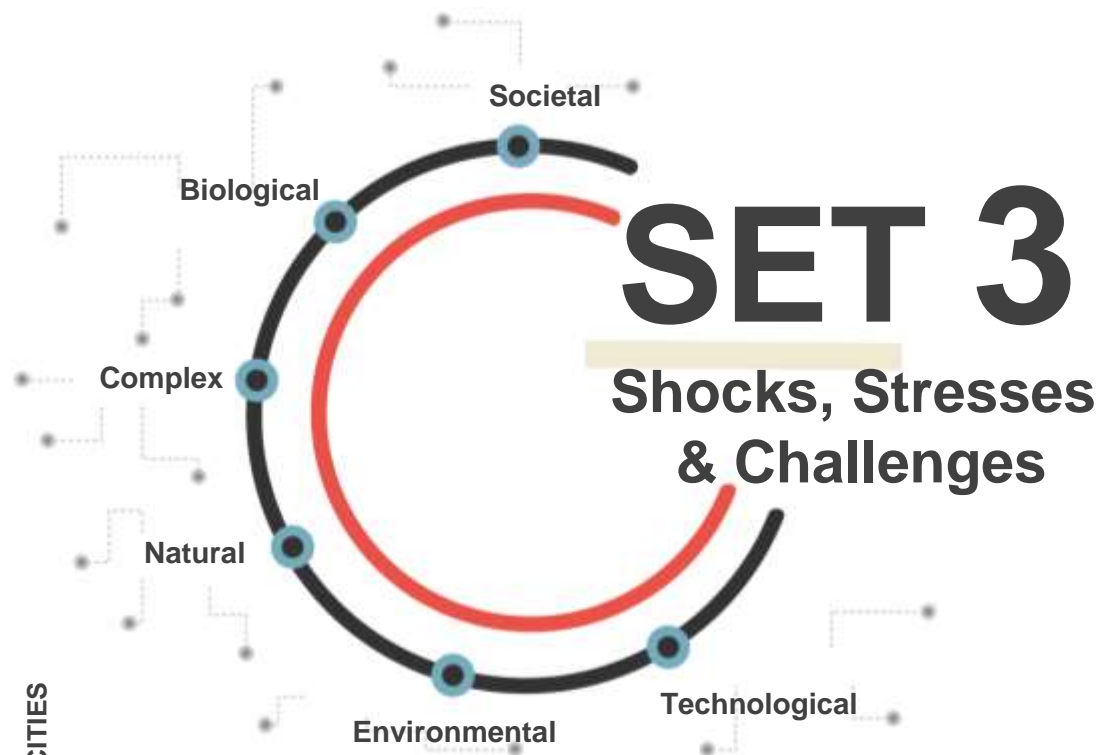 Societal
Biological
SET 3
Complex
Shocks, Stresses
& Challenges
Natural
Technological
Environmental
CITIES